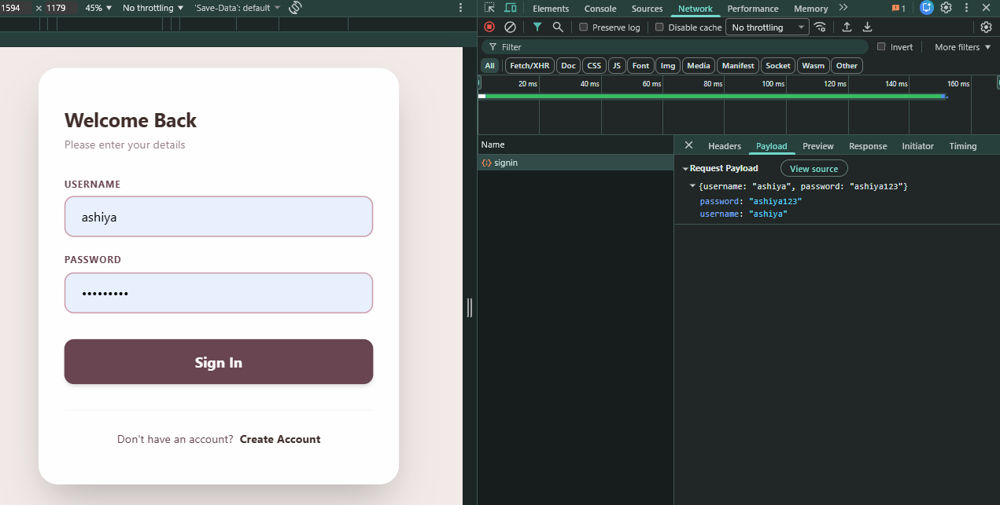 1594 × 1179 45% No throttling 'Save-Data': default
Welcome Back
Please enter your details
USERNAME
ashiya
PASSWORD
•••••••••
Sign In
Don't have an account? Create Account
Elements Console Sources Network Performance Memory 1
Preserve log Disable cache No throttling
Filter Invert More filters
All Fetch/XHR Doc CSS JS Font Img Media Manifest Socket Wasm Other
20 ms 40 ms 60 ms 80 ms 100 ms 120 ms 140 ms 160 ms
Name
signin
Headers Payload Preview Response Initiator Timing
Request Payload View source
{username: "ashiya", password: "ashiya123"}
password: "ashiya123"
username: "ashiya"